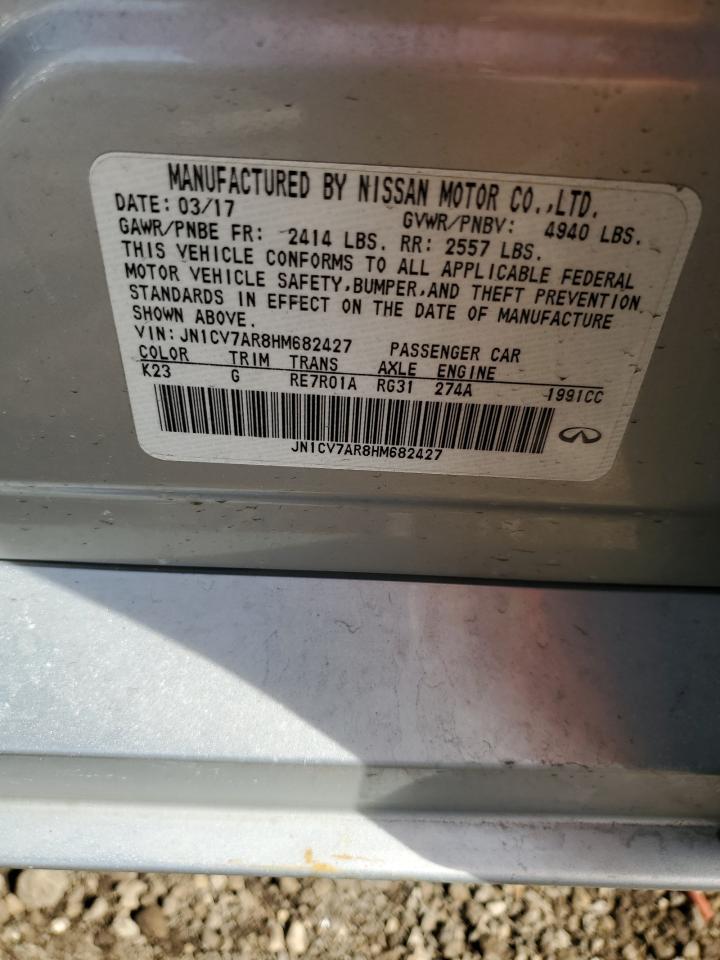 MANUFACTURED BY NISSAN MOTOR CO.,LTD.
DATE: 03/17 GVWR/PNBV: 4940 LBS.
GAWR/PNBE FR: 2414 LBS. RR: 2557 LBS.
THIS VEHICLE CONFORMS TO ALL APPLICABLE FEDERAL
MOTOR VEHICLE SAFETY,BUMPER,AND THEFT PREVENTION
STANDARDS IN EFFECT ON THE DATE OF MANUFACTURE
SHOWN ABOVE.
VIN: JN1CV7AR8HM682427 PASSENGER CAR
COLOR TRIM TRANS AXLE ENGINE
K23 G RE7R01A RG31 274A 1991CC
JN1CV7AR8HM682427